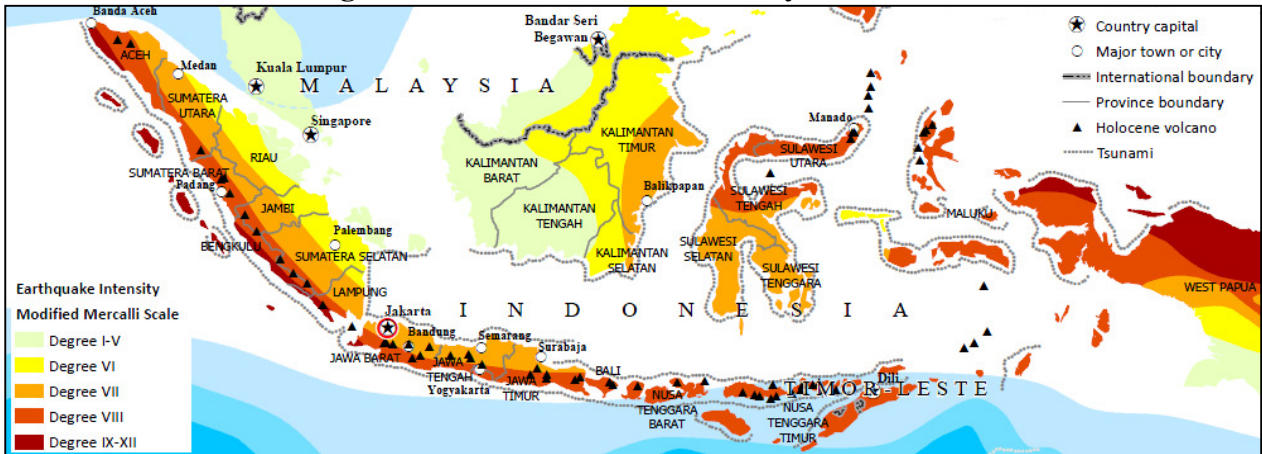 Banda Aceh
ACEH
Medan
SUMATERA
UTARA
Kuala Lumpur
MALAYSIA
Singapore
Bandar Seri
Begawan
RIAU
SUMATERA BARAT
Padang
JAMBI
BENGKULU
Palembang
SUMATERA SELATAN
LAMPUNG
KALIMANTAN
BARAT
KALIMANTAN
TENGAH
KALIMANTAN
TIMUR
Balikpapan
KALIMANTAN
SELATAN
Manado
SULAWESI
UTARA
SULAWESI
TENGAH
SULAWESI
SELATAN
SULAWESI
TENGGARA
MALUKU
WEST PAPUA
INDONESIA
Jakarta
Bandung
JAWA BARAT
Semarang
JAWA
TENGAH
Yogyakarta
Surabaja
JAWA
TIMUR
BALI
NUSA
TENGGARA
BARAT
NUSA
TENGGARA
TIMUR
Dili
TIMOR-LESTE
Country capital
Major town or city
International boundary
Province boundary
Holocene volcano
Tsunami
Earthquake Intensity
Modified Mercalli Scale
Degree I-V
Degree VI
Degree VII
Degree VIII
Degree IX-XII